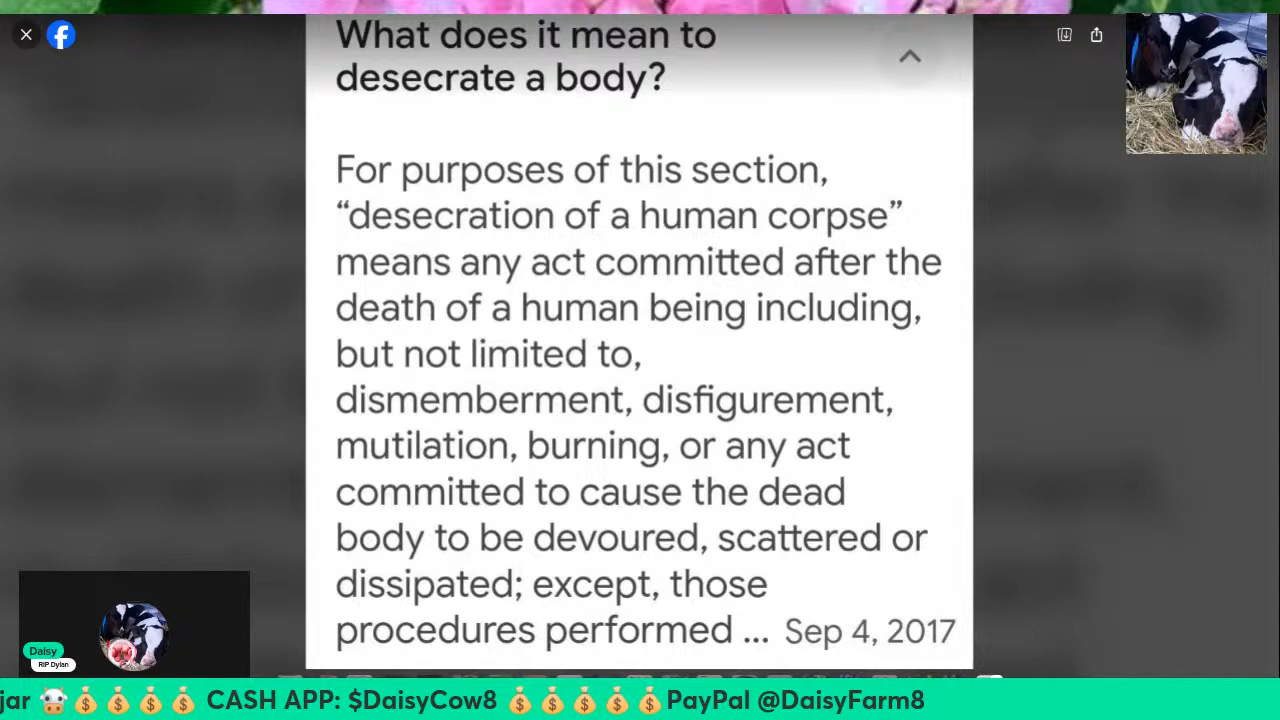 What does it mean to
desecrate a body?
For purposes of this section,
“desecration of a human corpse”
means any act committed after the
death of a human being including,
but not limited to,
dismemberment, disfigurement,
mutilation, burning, or any act
committed to cause the dead
body to be devoured, scattered or
dissipated; except, those
procedures performed ... Sep 4, 2017
Daisy
RIP Dylan
jar 🐮💰💰💰💰 CASH APP: $DaisyCow8 💰💰💰💰💰PayPal @DaisyFarm8